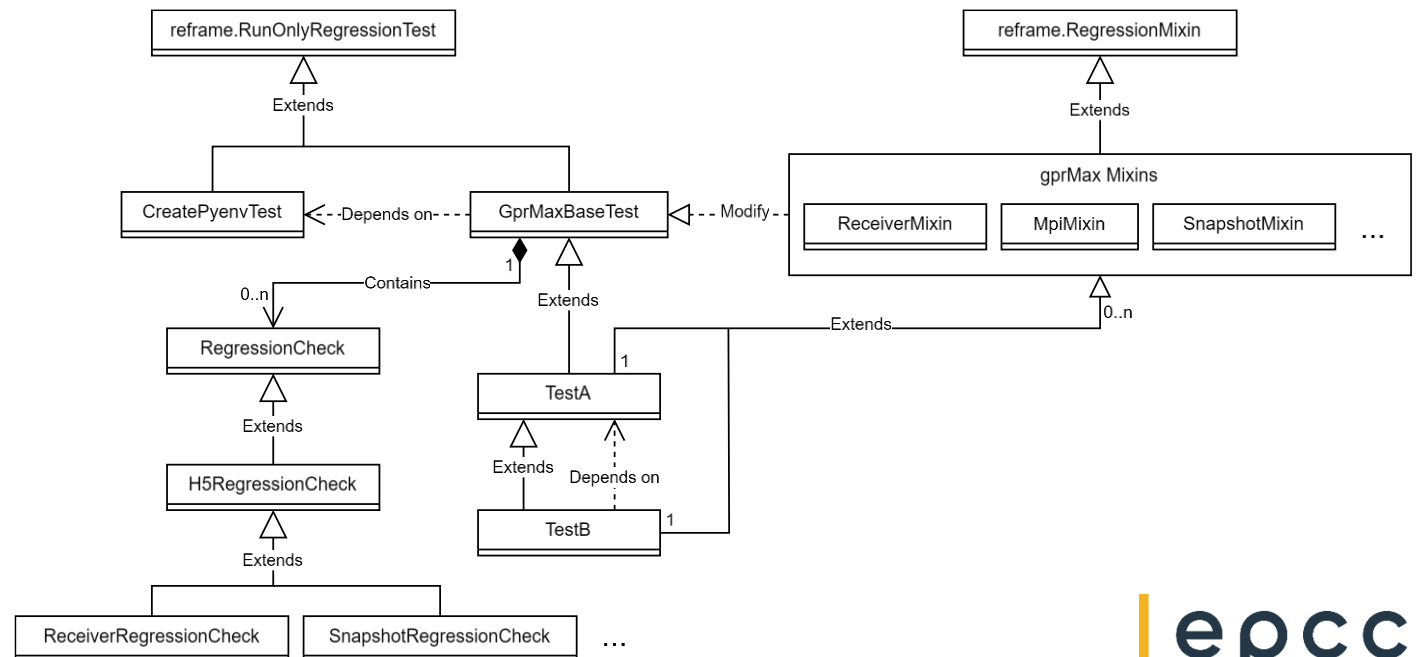 reframe.RunOnlyRegressionTest
reframe.RegressionMixin
Extends
Extends
gprMax Mixins
CreatePyenvTest
Depends on
GprMaxBaseTest
Modify
ReceiverMixin
MpiMixin
SnapshotMixin
...
1
Contains
0..n
Extends
0..n
Extends
RegressionCheck
1
TestA
Extends
Extends
Depends on
H5RegressionCheck
1
TestB
Extends
ReceiverRegressionCheck
SnapshotRegressionCheck
...
epcc